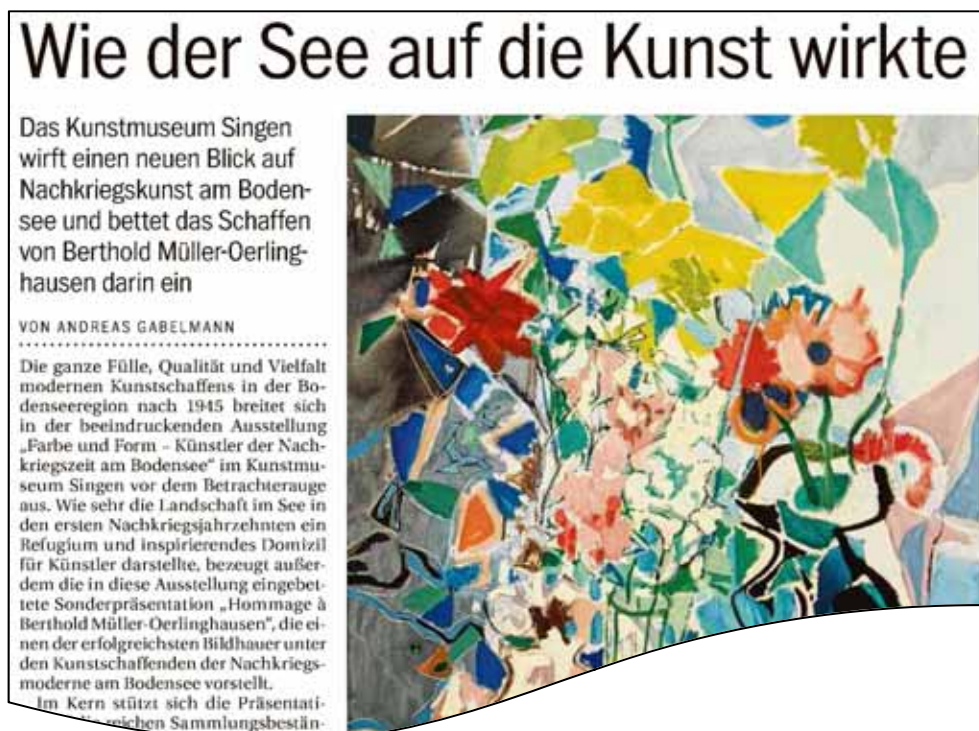 Wie der See auf die Kunst wirkte
Das Kunstmuseum Singen
wirft einen neuen Blick auf
Nachkriegskunst am Boden-
see und bettet das Schaffen
von Berthold Müller-Oerling-
hausen darin ein
VON ANDREAS GABELMANN
Die ganze Fülle, Qualität und Vielfalt
modernen Kunstschaffens in der Bo-
denseeregion nach 1945 breitet sich
in der beeindruckenden Ausstellung
„Farbe und Form – Künstler der Nach-
kriegszeit am Bodensee“ im Kunstmu-
seum Singen vor dem Betrachterauge
aus. Wie sehr die Landschaft im See in
den ersten Nachkriegsjahrzehnten ein
Refugium und inspirierendes Domizil
für Künstler darstellte, bezeugt außer-
dem die in diese Ausstellung eingebet-
tete Sonderpräsentation „Hommage à
Berthold Müller-Oerlinghausen“, die ei-
nen der erfolgreichsten Bildhauer unter
den Kunstschaffenden der Nachkriegs-
moderne am Bodensee vorstellt.
Im Kern stützt sich die Präsentati-
reichen Sammlungsbestän-